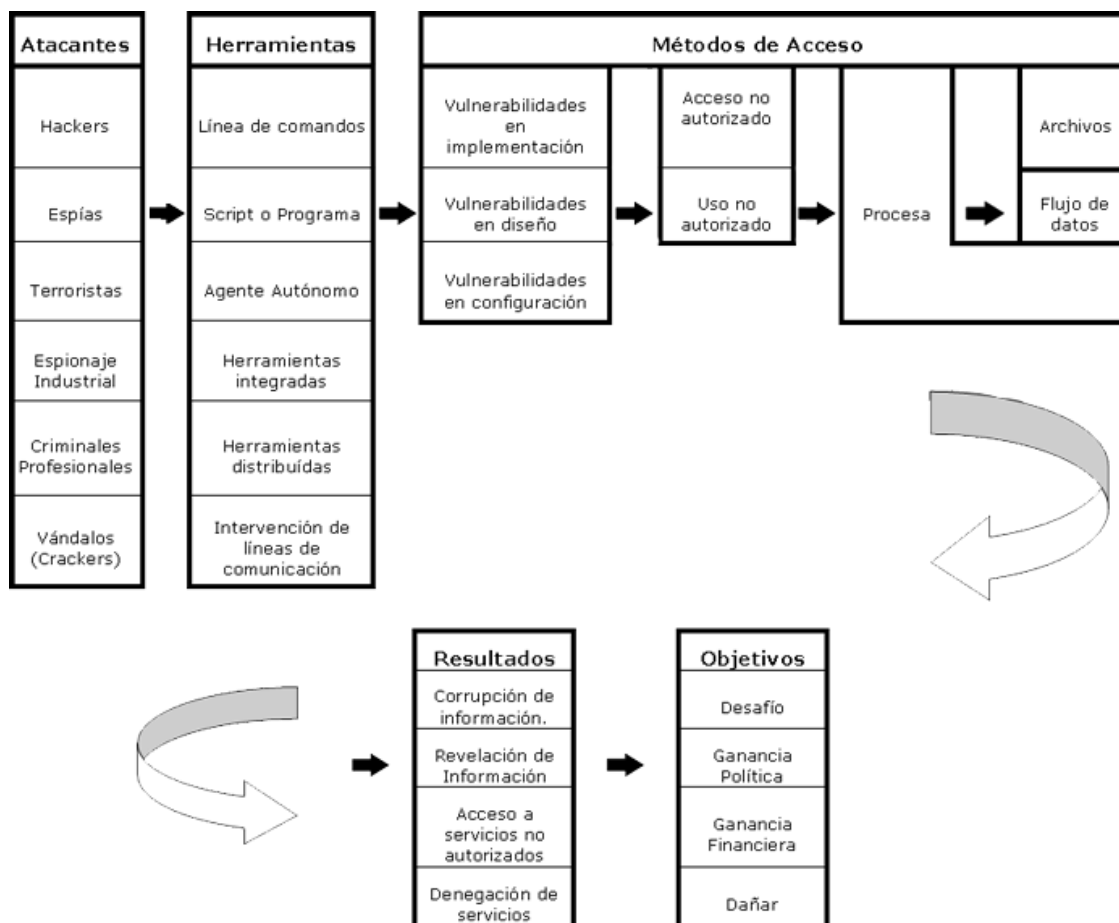 Atacantes
Hackers
Espías
Terroristas
Espionaje
Industrial
Criminales
Profesionales
Vándalos
(Crackers)
Herramientas
Línea de comandos
Script o Programa
Agente Autónomo
Herramientas
integradas
Herramientas
distribuídas
Intervención de
líneas de
comunicación
Métodos de Acceso
Vulnerabilidades
en
implementación
Vulnerabilidades
en diseño
Vulnerabilidades
en configuración
Acceso no
autorizado
Uso no
autorizado
Procesa
Archivos
Flujo de
datos
Resultados
Corrupción de
información.
Revelación de
Información
Acceso a
servicios no
autorizados
Denegación de
servicios
Objetivos
Desafío
Ganancia
Política
Ganancia
Financiera
Dañar